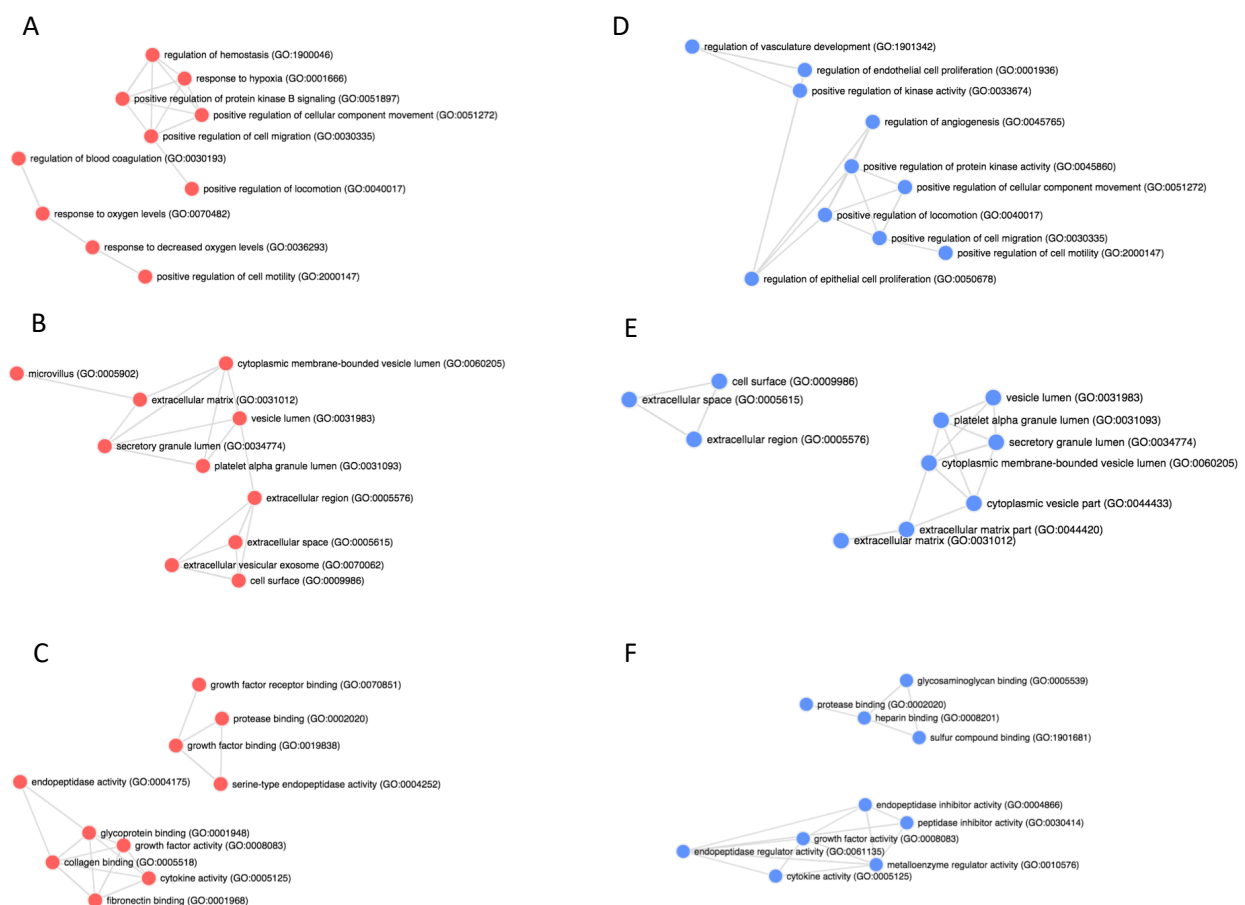 A
regulation of hemostasis (GO:1900046)
response to hypoxia (GO:0001666)
positive regulation of protein kinase B signaling (GO:0051897)
positive regulation of cellular component movement (GO:0051272)
positive regulation of cell migration (GO:0030335)
regulation of blood coagulation (GO:0030193)
positive regulation of locomotion (GO:0040017)
response to oxygen levels (GO:0070482)
response to decreased oxygen levels (GO:0036293)
positive regulation of cell motility (GO:2000147)
D
regulation of vasculature development (GO:1901342)
regulation of endothelial cell proliferation (GO:0001936)
positive regulation of kinase activity (GO:0033674)
regulation of angiogenesis (GO:0045765)
positive regulation of protein kinase activity (GO:0045860)
positive regulation of cellular component movement (GO:0051272)
positive regulation of locomotion (GO:0040017)
positive regulation of cell migration (GO:0030335)
positive regulation of cell motility (GO:2000147)
regulation of epithelial cell proliferation (GO:0050678)
B
cytoplasmic membrane-bounded vesicle lumen (GO:0060205)
microvillus (GO:0005902)
extracellular matrix (GO:0031012)
vesicle lumen (GO:0031983)
secretory granule lumen (GO:0034774)
platelet alpha granule lumen (GO:0031093)
extracellular region (GO:0005576)
extracellular space (GO:0005615)
extracellular vesicular exosome (GO:0070062)
cell surface (GO:0009986)
E
cell surface (GO:0009986)
extracellular space (GO:0005615)
extracellular region (GO:0005576)
vesicle lumen (GO:0031983)
platelet alpha granule lumen (GO:0031093)
secretory granule lumen (GO:0034774)
cytoplasmic membrane-bounded vesicle lumen (GO:0060205)
cytoplasmic vesicle part (GO:0044433)
extracellular matrix part (GO:0044420)
extracellular matrix (GO:0031012)
C
growth factor receptor binding (GO:0070851)
protease binding (GO:0002020)
growth factor binding (GO:0019838)
endopeptidase activity (GO:0004175)
serine-type endopeptidase activity (GO:0004252)
glycoprotein binding (GO:0001948)
growth factor activity (GO:0008083)
collagen binding (GO:0005518)
cytokine activity (GO:0005125)
fibronectin binding (GO:0001968)
F
glycosaminoglycan binding (GO:0005539)
protease binding (GO:0002020)
heparin binding (GO:0008201)
sulfur compound binding (GO:1901681)
endopeptidase inhibitor activity (GO:0004866)
peptidase inhibitor activity (GO:0030414)
growth factor activity (GO:0008083)
endopeptidase regulator activity (GO:0061135)
metalloenzyme regulator activity (GO:0010576)
cytokine activity (GO:0005125)